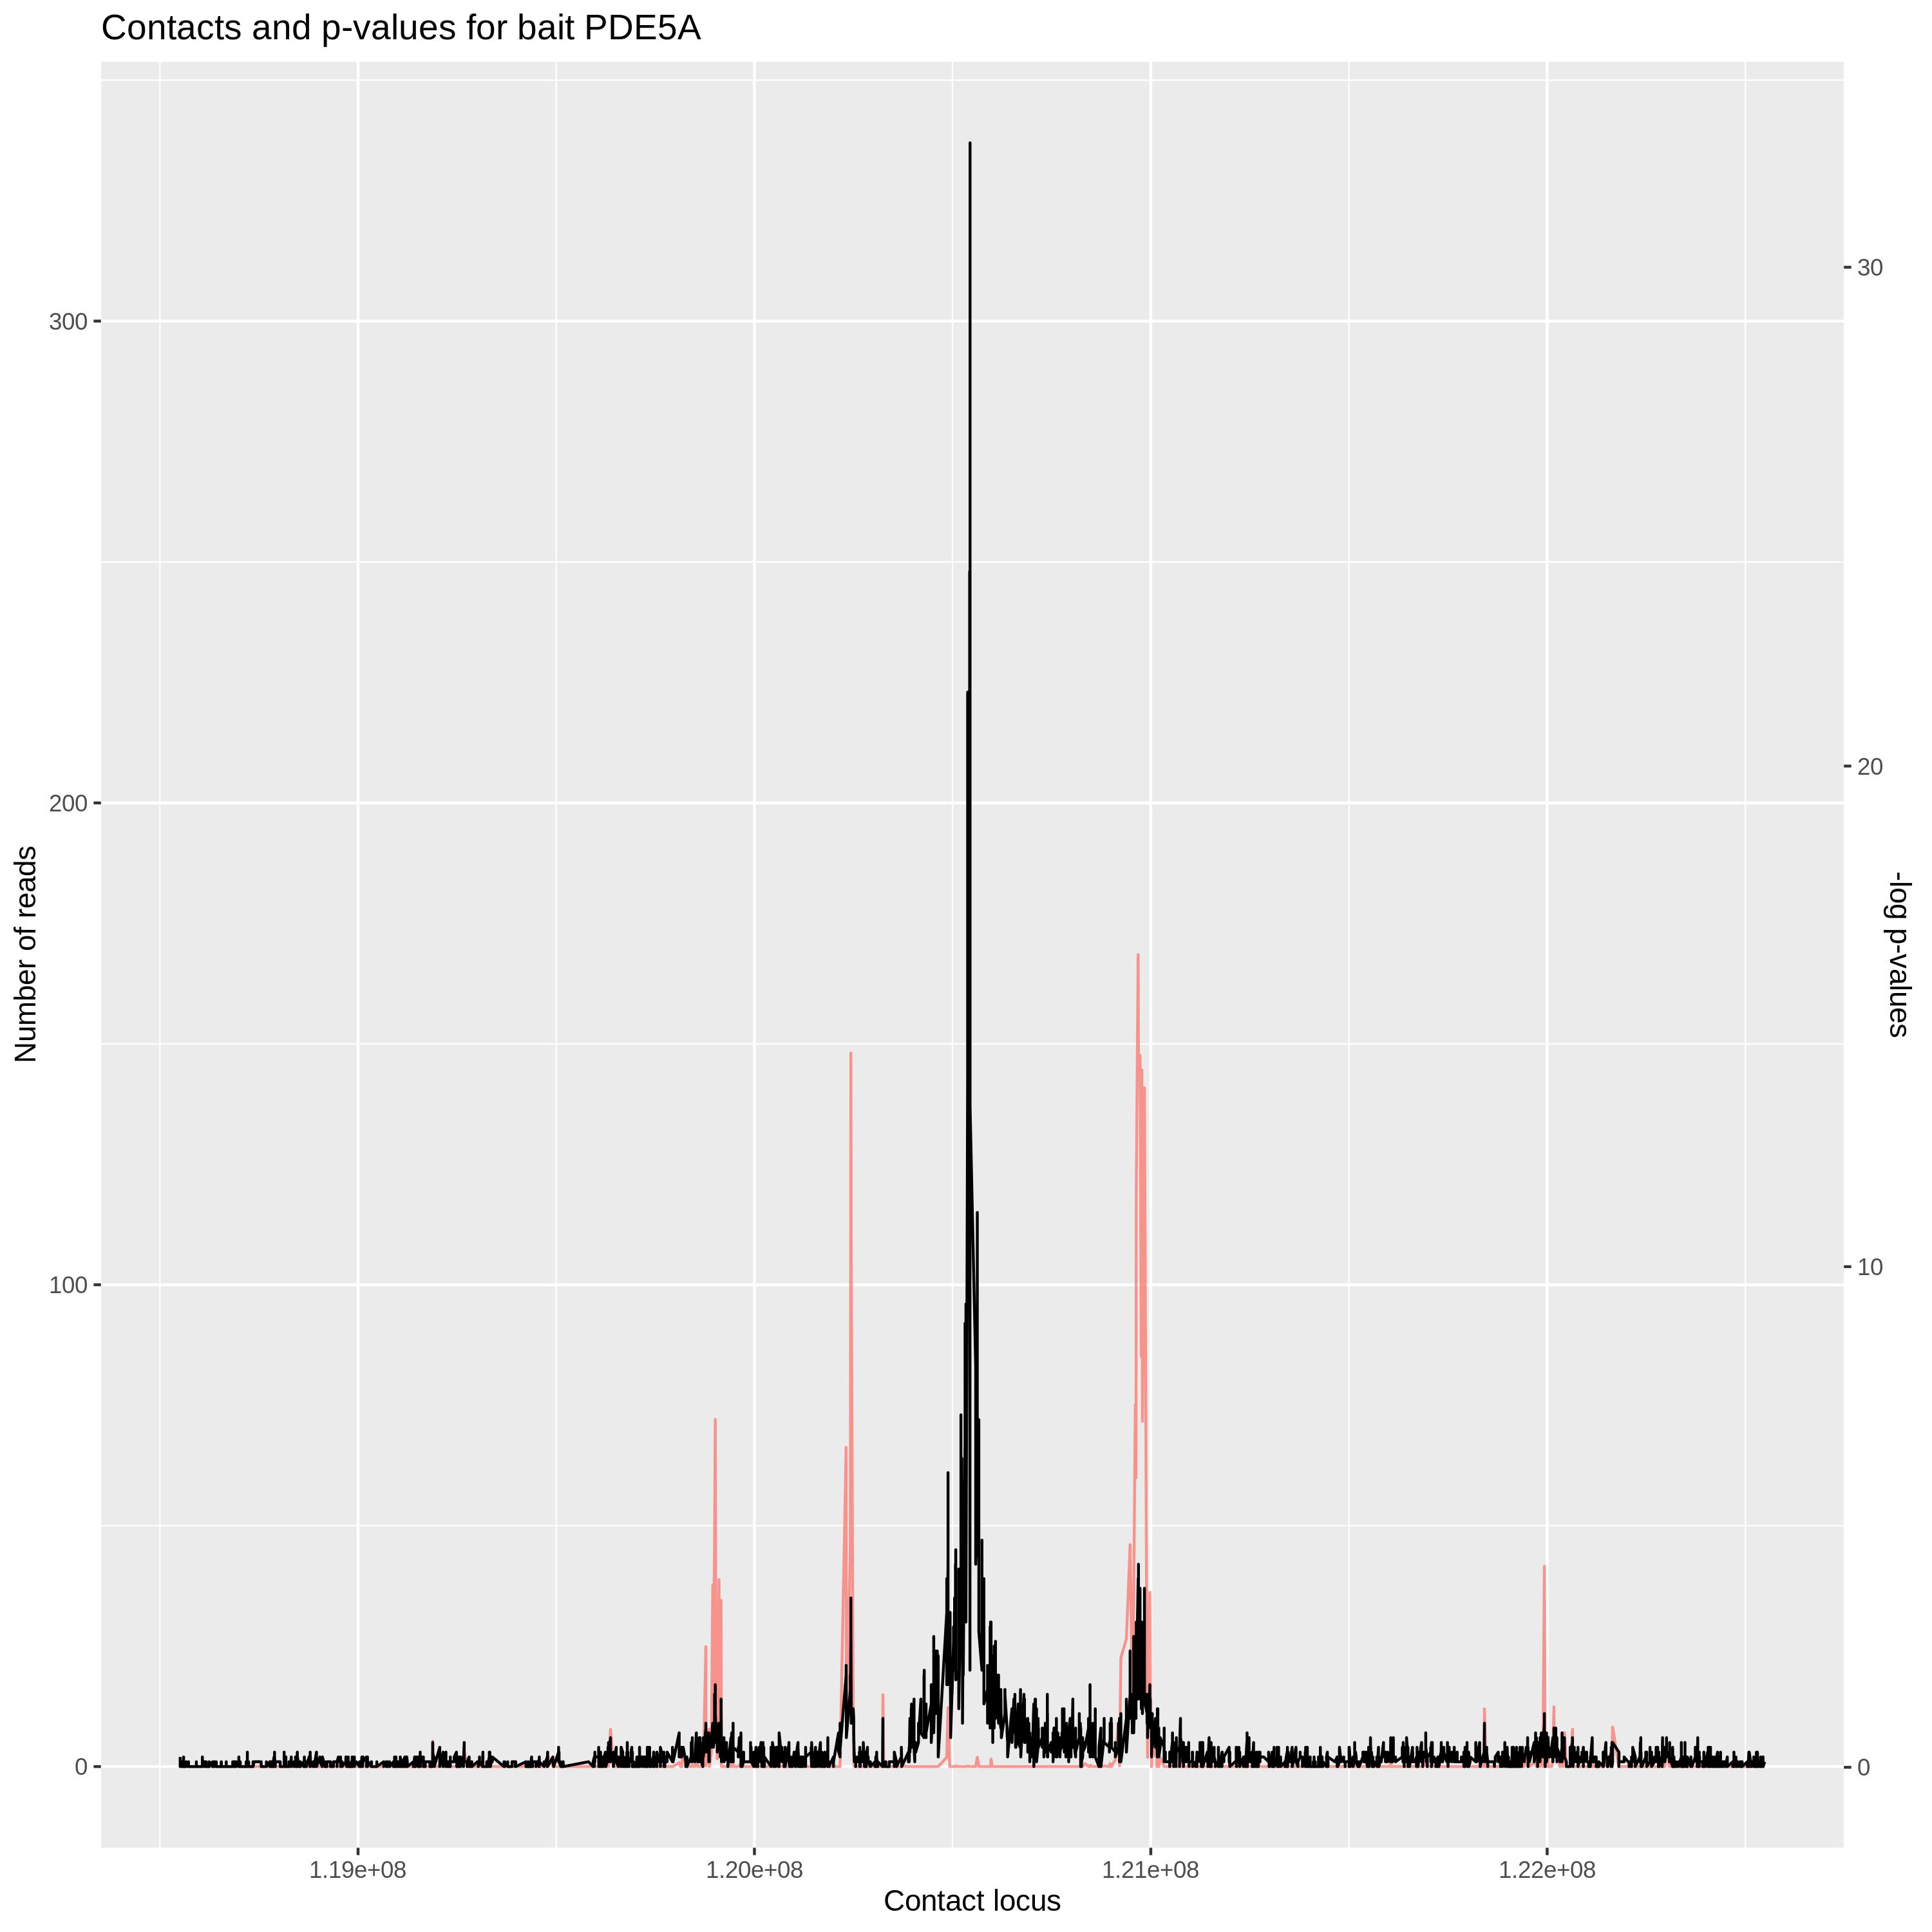 Contacts and p-values for bait PDE5A
Number of reads
300
200
100
0
30
20
10
0
-log p-values
1.19e+08
1.20e+08
1.21e+08
1.22e+08
Contact locus